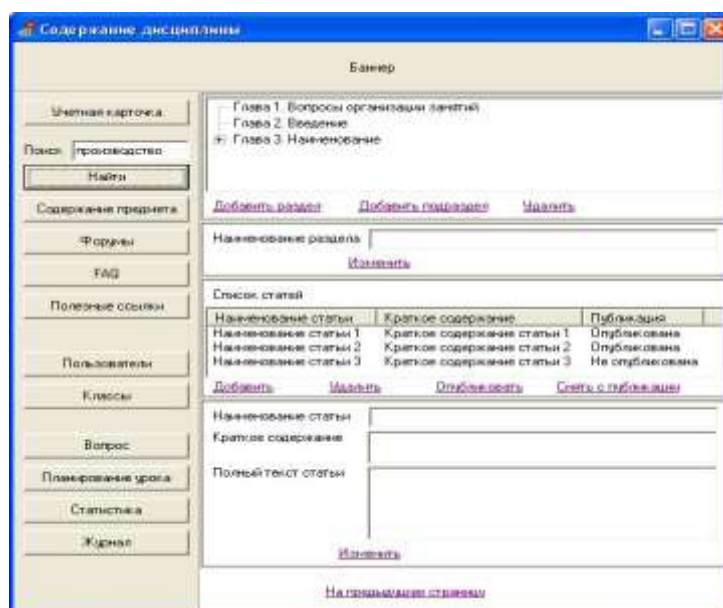 Содержание дисциплины
Баннер
Учетная карточка
Поиск производство
Найти
Содержание предмета
Форумы
FAQ
Полезные ссылки
Пользователи
Классы
Вопрос
Планирование урока
Статистика
Журнал
Глава 1. Вопросы организации занятий
Глава 2. Введение
Глава 3. Наименование
Добавить раздел Добавить подраздел Удалить
Наименование раздела
Изменить
Список статей
Наименование статьи Краткое содержание Публикация
Наименование статьи 1 Краткое содержание статьи 1 Опубликована
Наименование статьи 2 Краткое содержание статьи 2 Опубликована
Наименование статьи 3 Краткое содержание статьи 3 Не опубликована
Добавить Удалить Опубликовать Снять с публикации
Наименование статьи
Краткое содержание
Полный текст статьи
Изменить
На предыдущую страницу